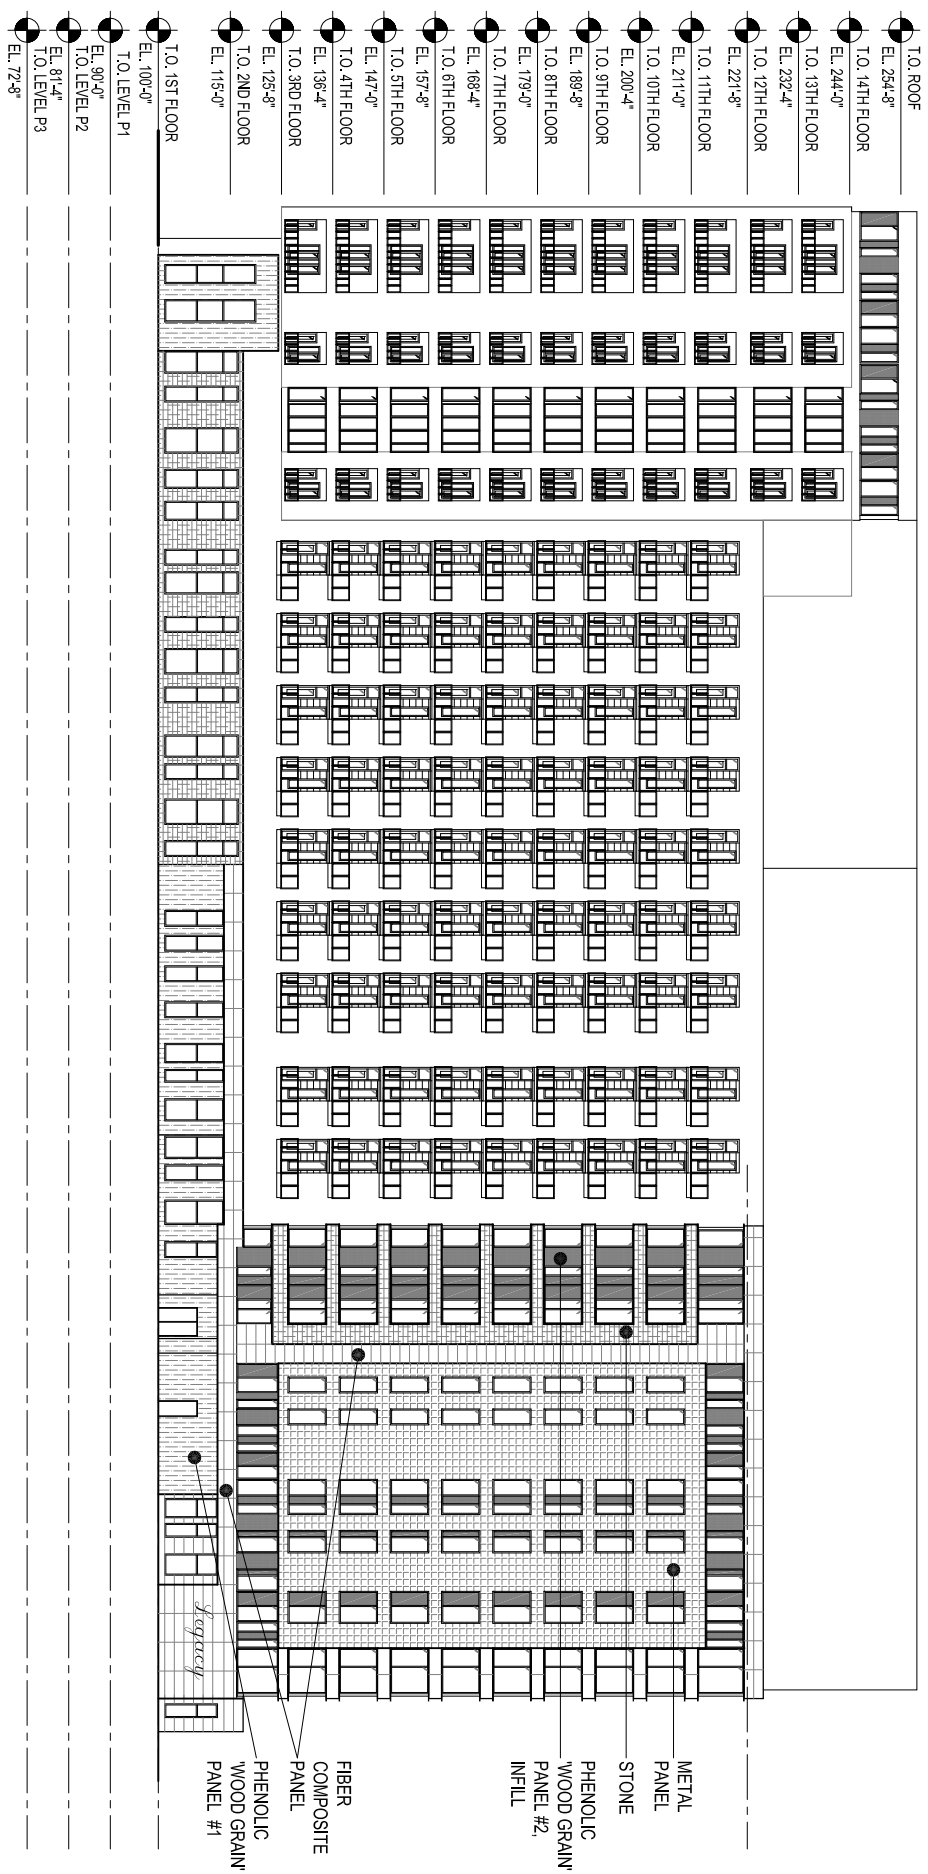 T.O. ROOF
EL. 254'-8"
T.O. 14TH FLOOR
EL. 244'-0"
T.O. 13TH FLOOR
EL. 232'-4"
T.O. 12TH FLOOR
EL. 221'-8"
T.O. 11TH FLOOR
EL. 211'-0"
T.O. 10TH FLOOR
EL. 200'-4"
T.O. 9TH FLOOR
EL. 189'-8"
T.O. 8TH FLOOR
EL. 179'-0"
T.O. 7TH FLOOR
EL. 168'-4"
T.O. 6TH FLOOR
EL. 157'-8"
T.O. 5TH FLOOR
EL. 147'-0"
T.O. 4TH FLOOR
EL. 136'-4"
T.O. 3RD FLOOR
EL. 125'-8"
T.O. 2ND FLOOR
EL. 115'-0"
T.O. 1ST FLOOR
EL. 100'-0"
T.O. LEVEL P1
EL. 90'-0"
T.O. LEVEL P2
EL. 81'-4"
T.O. LEVEL P3
EL. 72'-8"
METAL
PANEL
STONE
PHENOLIC
'WOOD GRAIN'
PANEL #2,
INFILL
FIBER
COMPOSITE
PANEL
PHENOLIC
'WOOD GRAIN'
PANEL #1
Legacy